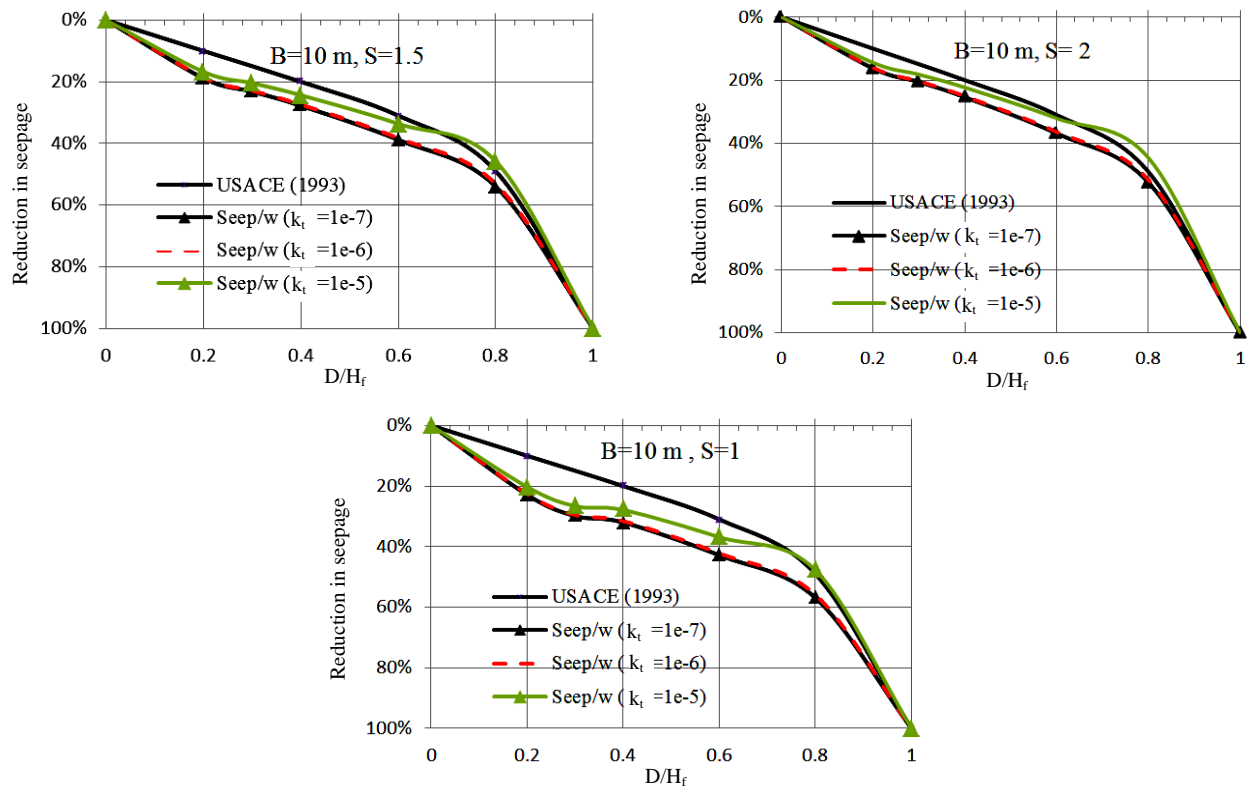 0%
20%
40%
60%
80%
100%
Reduction in seepage
B=10 m, S=1.5
USACE (1993)
Seep/w (kt =1e-7)
Seep/w (kt =1e-6)
Seep/w (kt =1e-5)
0 0.2 0.4 0.6 0.8 1
D/Hf
0%
20%
40%
60%
80%
100%
Reduction in seepage
B=10 m, S= 2
USACE (1993)
Seep/w ( kt =1e-7)
Seep/w ( kt =1e-6)
Seep/w ( kt =1e-5)
0 0.2 0.4 0.6 0.8 1
D/Hf
0%
20%
40%
60%
80%
100%
Reduction in seepage
B=10 m , S=1
USACE (1993)
Seep/w ( kt =1e-7)
Seep/w ( kt =1e-6)
Seep/w ( kt =1e-5)
0 0.2 0.4 0.6 0.8 1
D/Hf